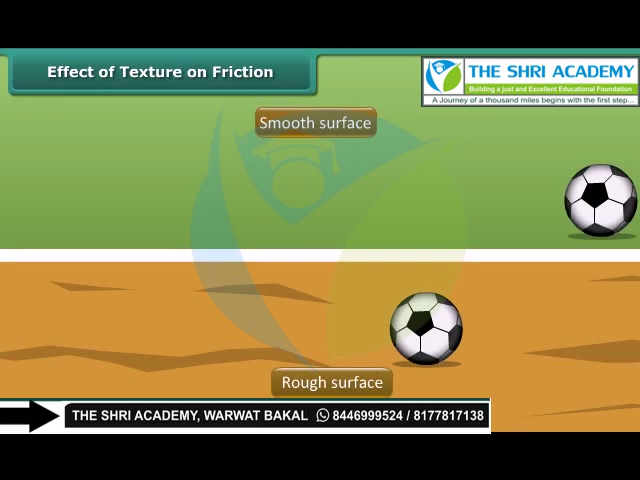 Effect of Texture on Friction
THE SHRI ACADEMY
Building a just and Excellent Educational Foundation
A Journey of a thousand miles begins with the first step...
Smooth surface
Rough surface
THE SHRI ACADEMY, WARWAT BAKAL 8446999524 / 8177817138